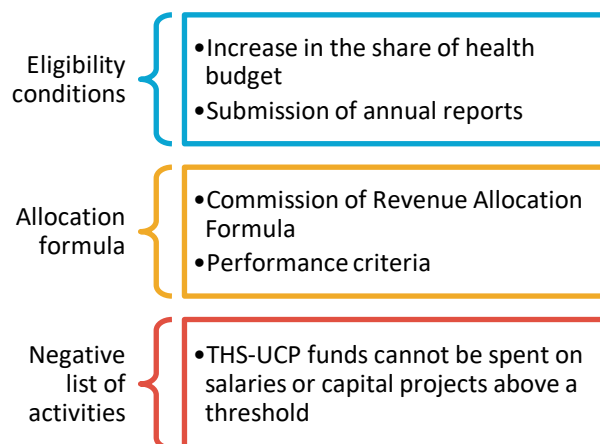 Eligibility
conditions
•Increase in the share of health
budget
•Submission of annual reports
Allocation
formula
•Commission of Revenue Allocation
Formula
•Performance criteria
Negative
list of
activities
•THS-UCP funds cannot be spent on
salaries or capital projects above a
threshold